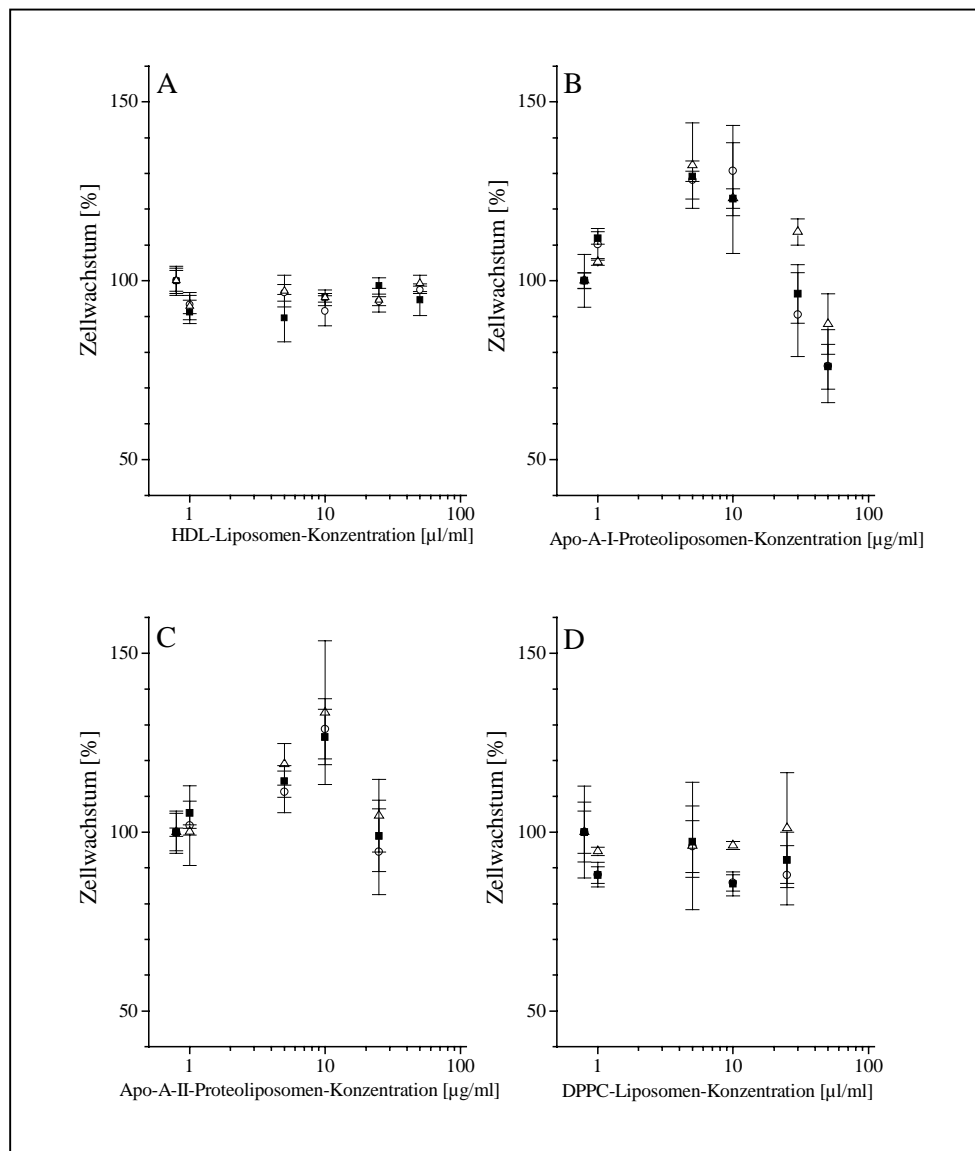 A
Zellwachstum [%]
150
100
50
1 10 100
HDL-Liposomen-Konzentration [µl/ml]
B
Zellwachstum [%]
150
100
50
1 10 100
Apo-A-I-Proteoliposomen-Konzentration [µg/ml]
C
Zellwachstum [%]
150
100
50
1 10 100
Apo-A-II-Proteoliposomen-Konzentration [µg/ml]
D
Zellwachstum [%]
150
100
50
1 10 100
DPPC-Liposomen-Konzentration [µl/ml]